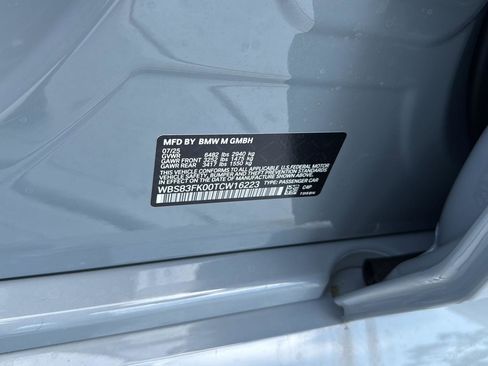 MFD BY BMW M GMBH
07/25
GVWR 6482 lbs 2940 kg
GAWR FRONT 3252 lbs 1475 kg
GAWR REAR 3417 lbs 1550 kg
THIS VEHICLE CONFORMS TO ALL APPLICABLE U.S. FEDERAL MOTOR
VEHICLE SAFETY, BUMPER AND THEFT PREVENTION STANDARDS IN
EFFECT ON THE DATE OF MANUFACTURE SHOWN ABOVE.
WBS83FK00TCW16223 TYPE: PASSENGER CAR
C4P